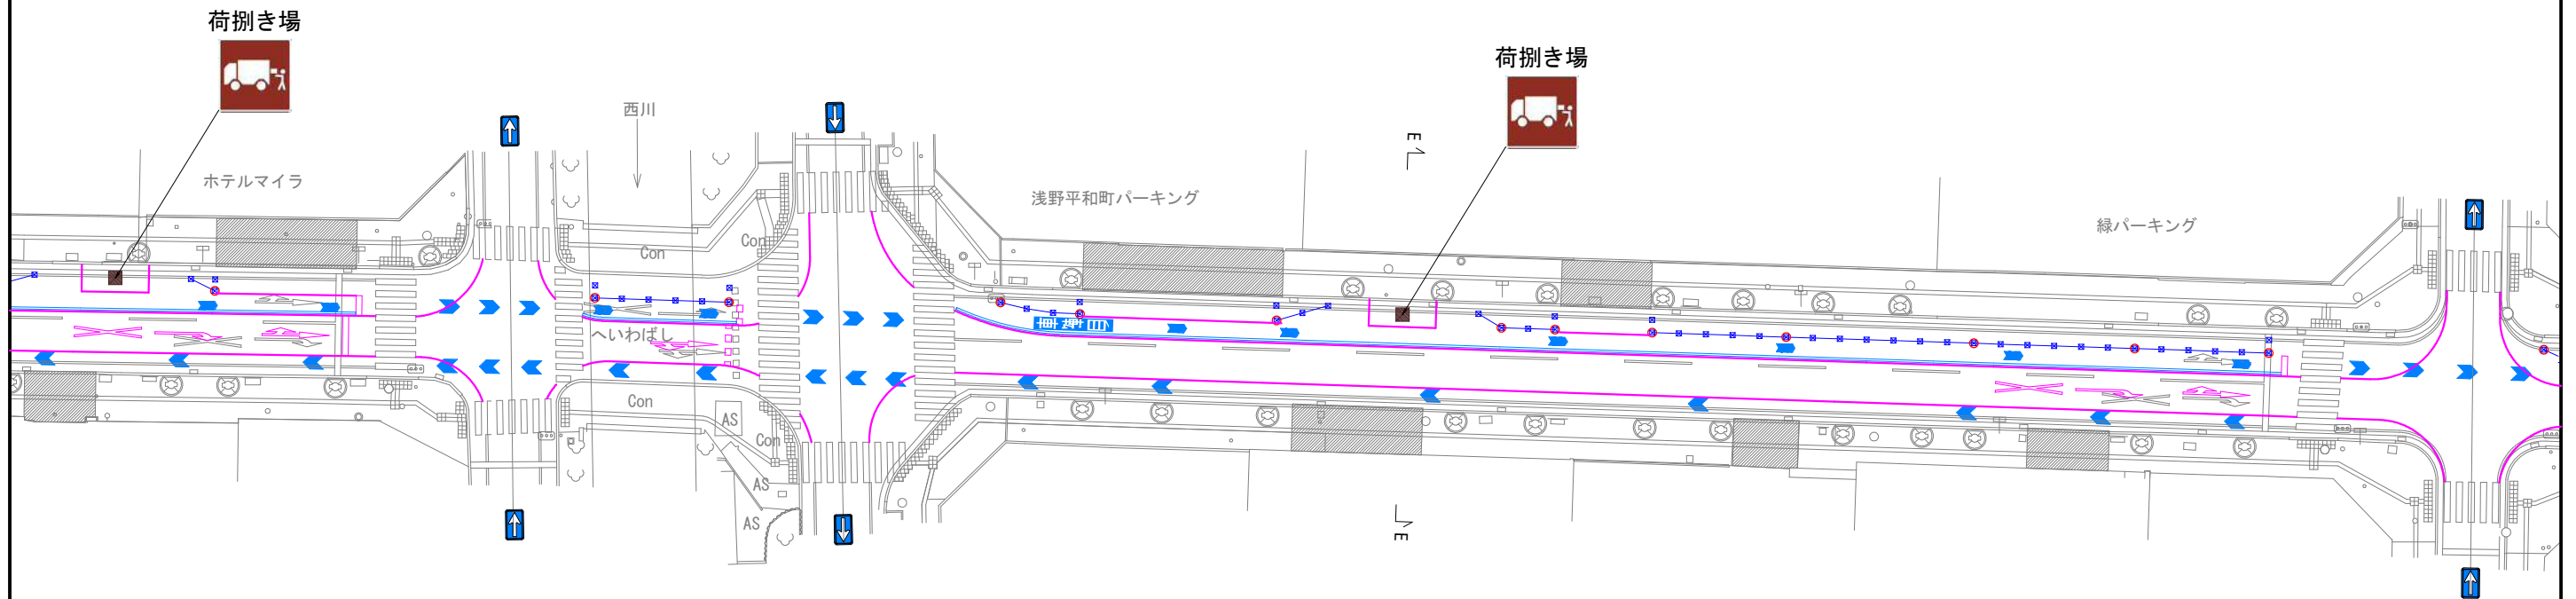 荷捌き場
荷捌き場
西川
E
ホテルマイラ
浅野平和町パーキング
緑パーキング
Con
Con
へいわばし
Con
AS
Con
AS
AS
E